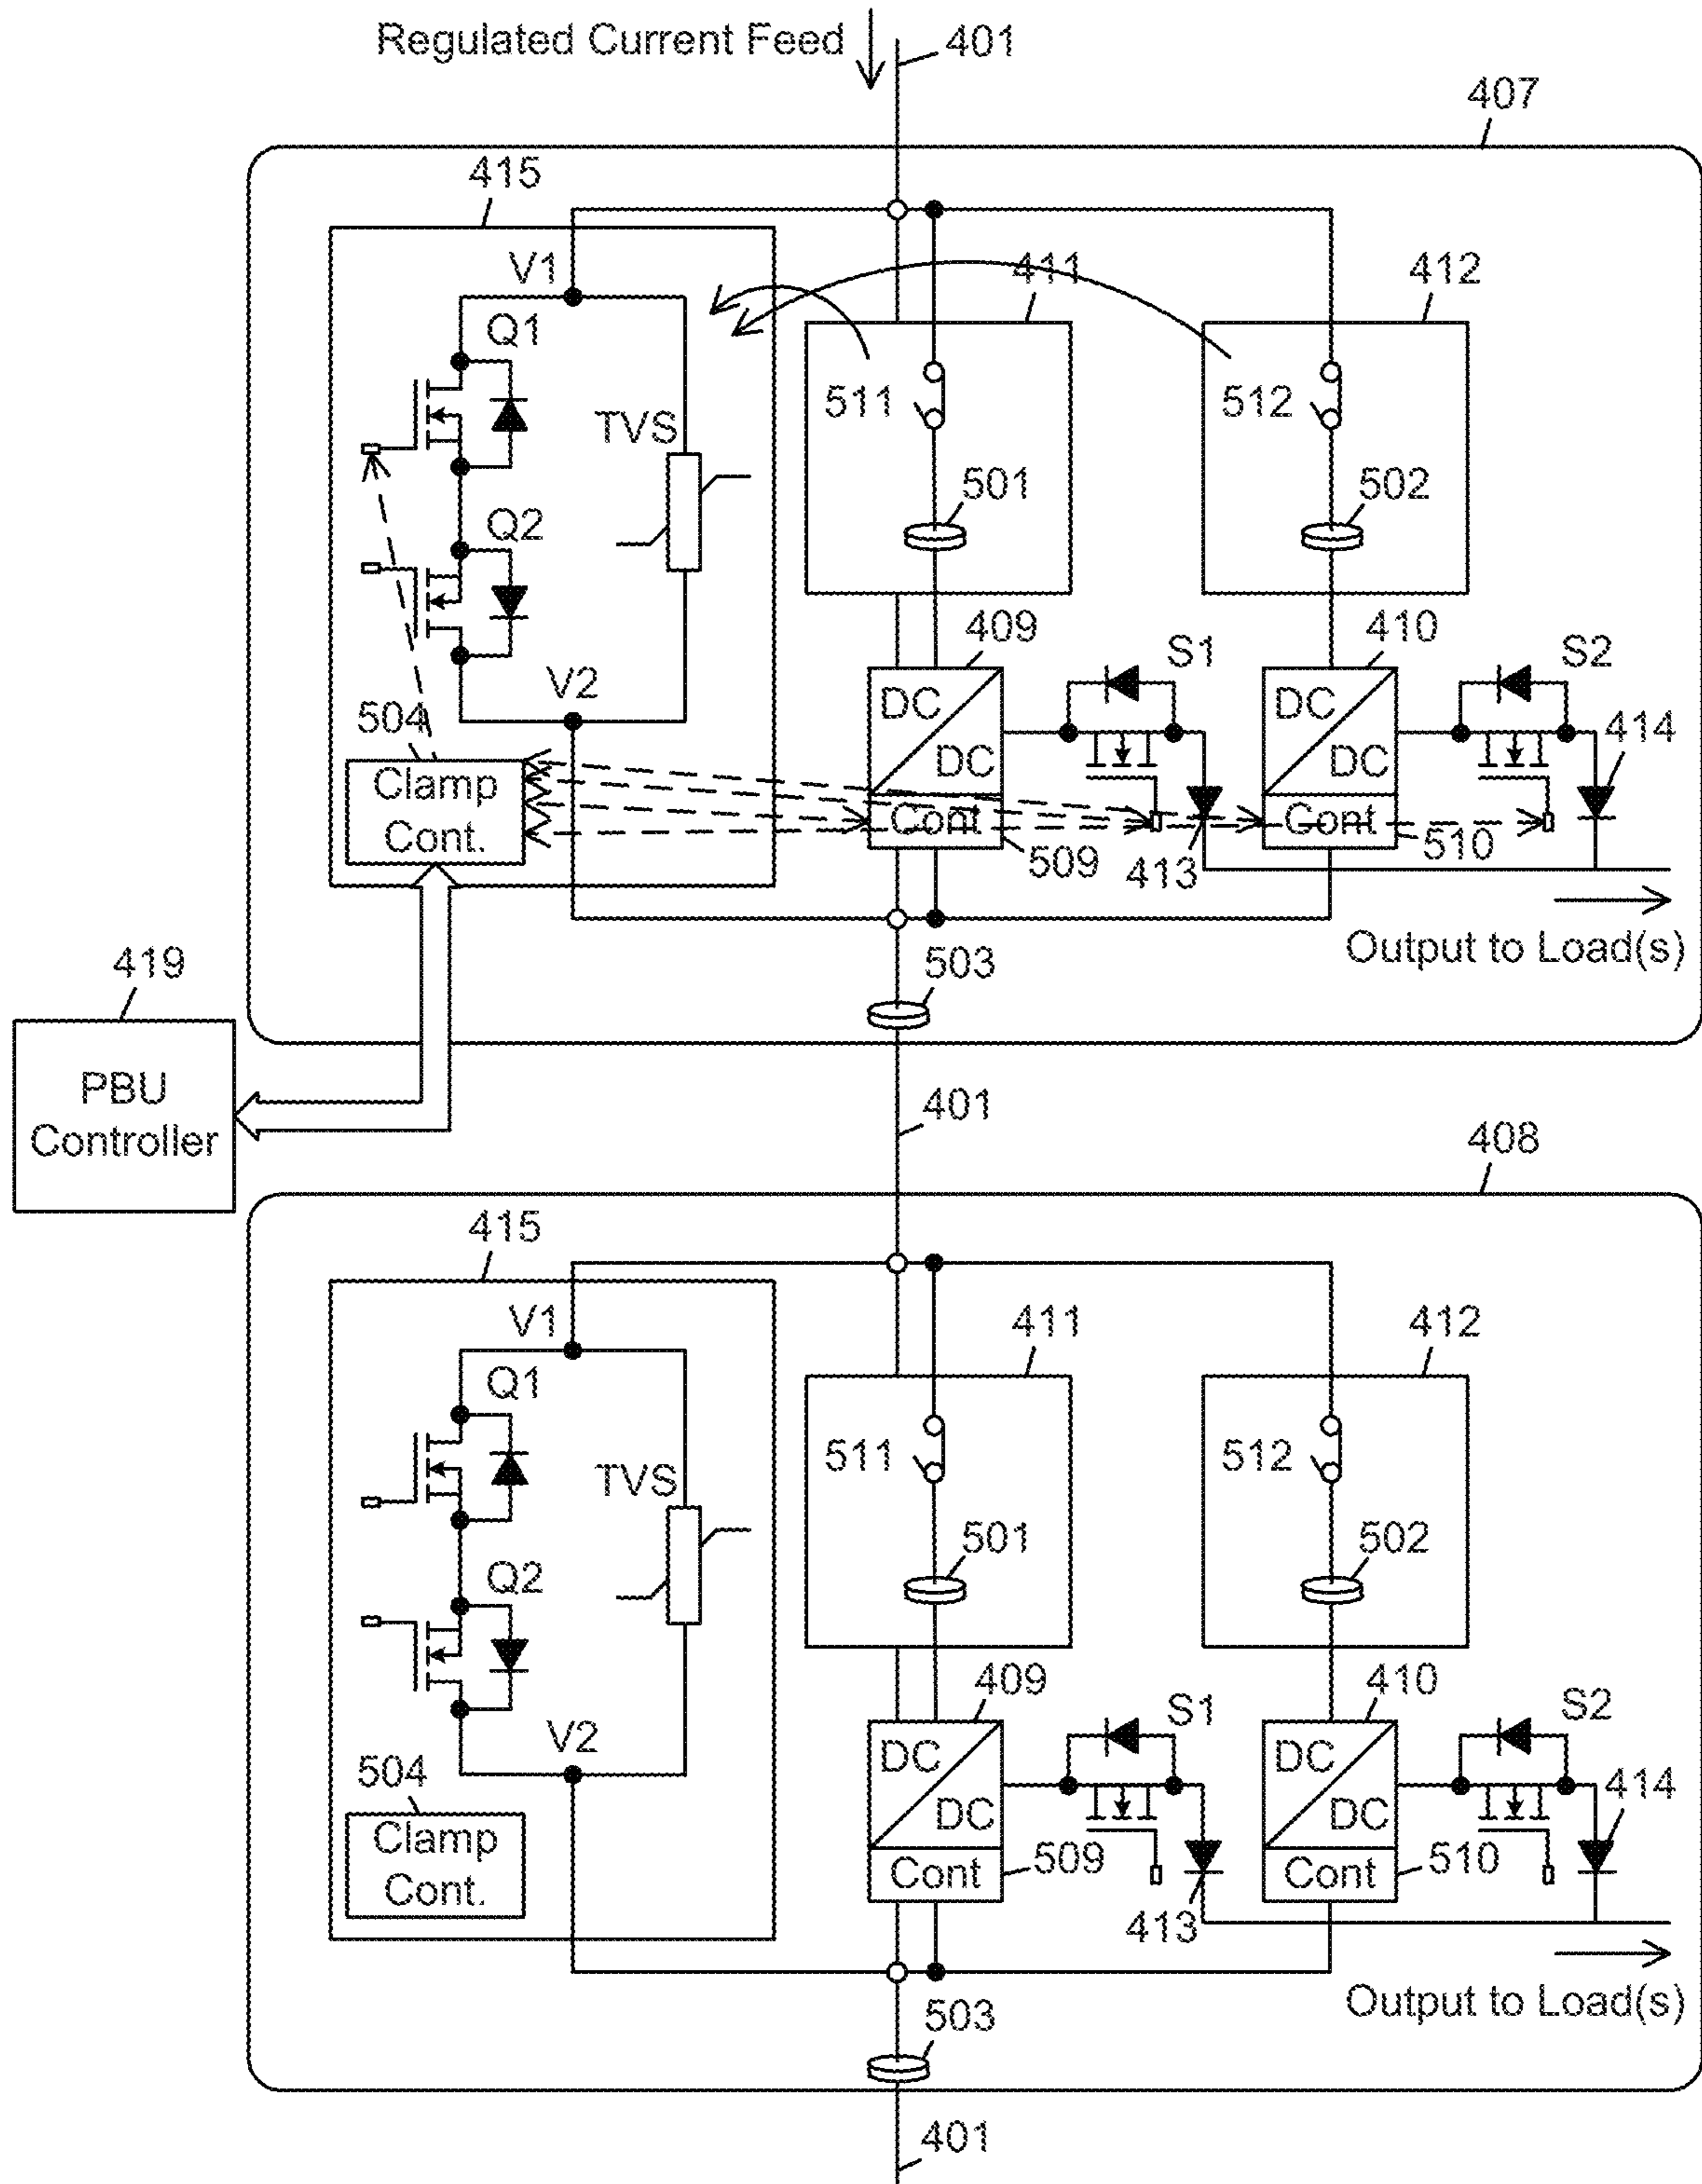 Regulated Current Feed
401
407
415
V1
411
412
Q1
511
512
TVS
501
502
Q2
409
S1
410
S2
V2
504
DC
DC
DC
DC
414
Clamp
Cont.
Cont
Cont
509
413
510
Output to Load(s)
419
503
PBU
Controller
401
408
415
V1
411
412
Q1
511
512
TVS
501
502
Q2
409
S1
410
S2
V2
504
DC
DC
DC
DC
414
Clamp
Cont.
Cont
509
Cont
510
413
Output to Load(s)
503
401